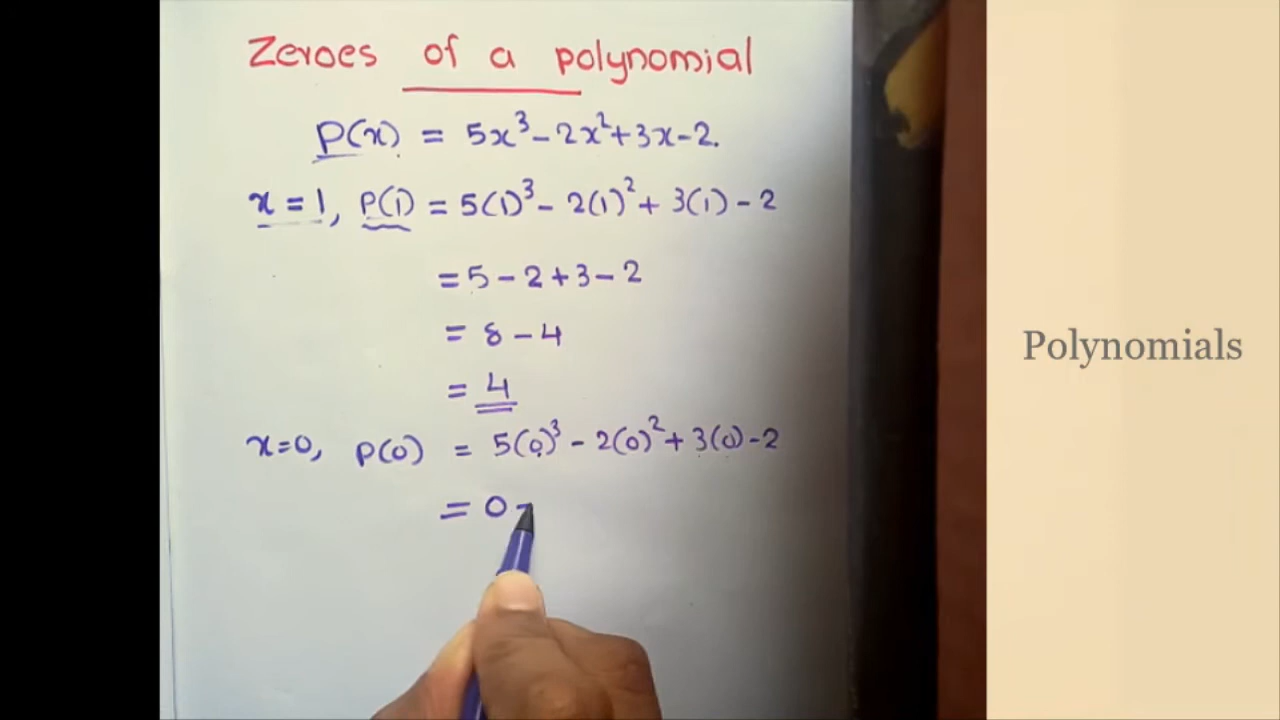 Zeroes of a polynomial
P(x) = 5x³-2x²+3x-2.
x = 1, P(1) = 5(1)³- 2(1)²+ 3(1) - 2
= 5 - 2 + 3 - 2
= 8 - 4
= 4
x=0, P(0) = 5(0)³ - 2(0)²+ 3(0) - 2
= 0 -
Polynomials